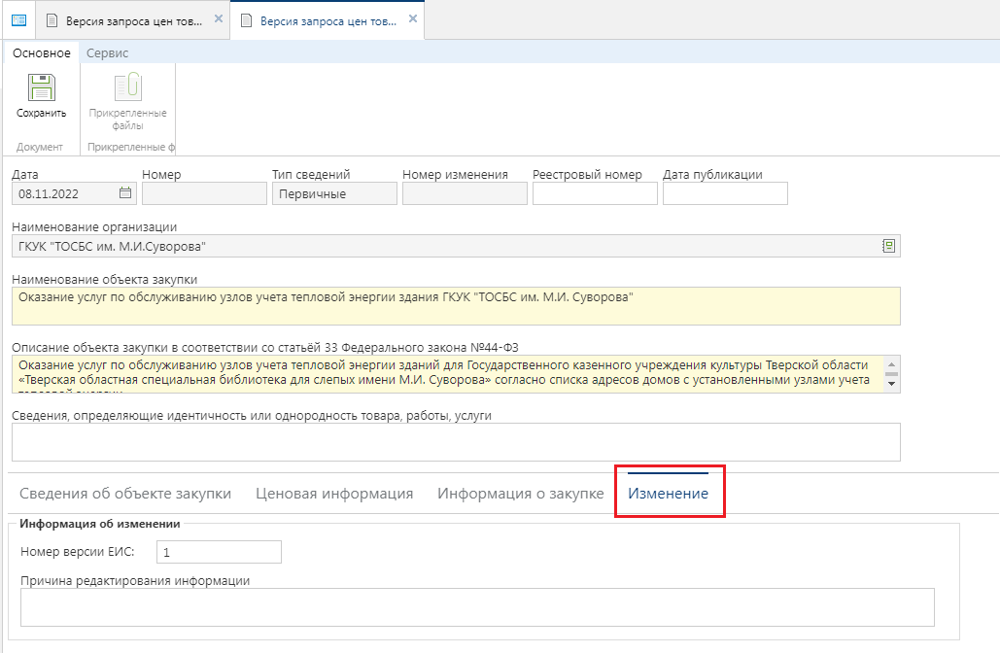 Версия запроса цен тов...
Версия запроса цен тов...
Основное Сервис
Сохранить
Прикрепленные
файлы
Документ
Прикрепленные ф
Дата Номер Тип сведений Номер изменения Реестровый номер Дата публикации
08.11.2022 Первичные
Наименование организации
ГКУК "ТОСБС им. М.И.Суворова"
Наименование объекта закупки
Оказание услуг по обслуживанию узлов учета тепловой энергии здания ГКУК "ТОСБС им. М.И. Суворова"
Описание объекта закупки в соответствии со статьёй 33 Федерального закона №44-ФЗ
Оказание услуг по обслуживанию узлов учета тепловой энергии зданий для Государственного казенного учреждения культуры Тверской области
«Тверская областная специальная библиотека для слепых имени М.И. Суворова» согласно списка адресов домов с установленными узлами учета
тепловой энергии
Сведения, определяющие идентичность или однородность товара, работы, услуги
Сведения об объекте закупки Ценовая информация Информация о закупке Изменение
Информация об изменении
Номер версии ЕИС: 1
Причина редактирования информации